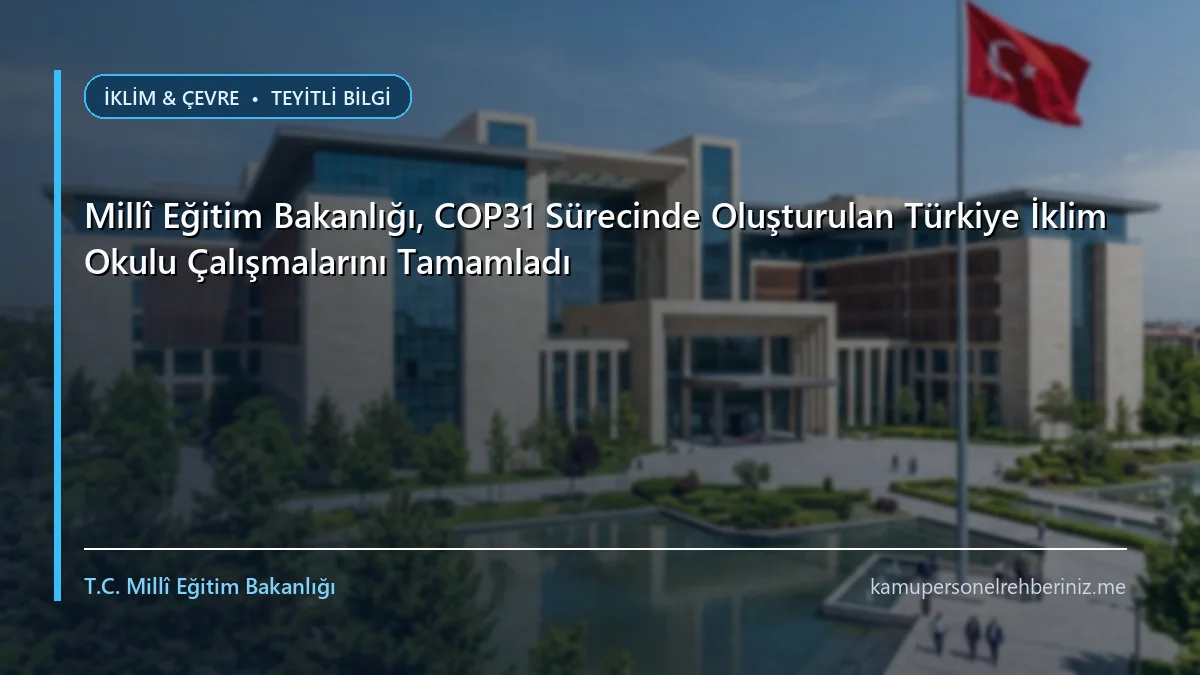 İKLİM & ÇEVRE • TEYİTLİ BİLGİ
Millî Eğitim Bakanlığı, COP31 Sürecinde Oluşturulan Türkiye İklim
Okulu Çalışmalarını Tamamladı
T.C. Millî Eğitim Bakanlığı
kamupersonelrehberiniz.me